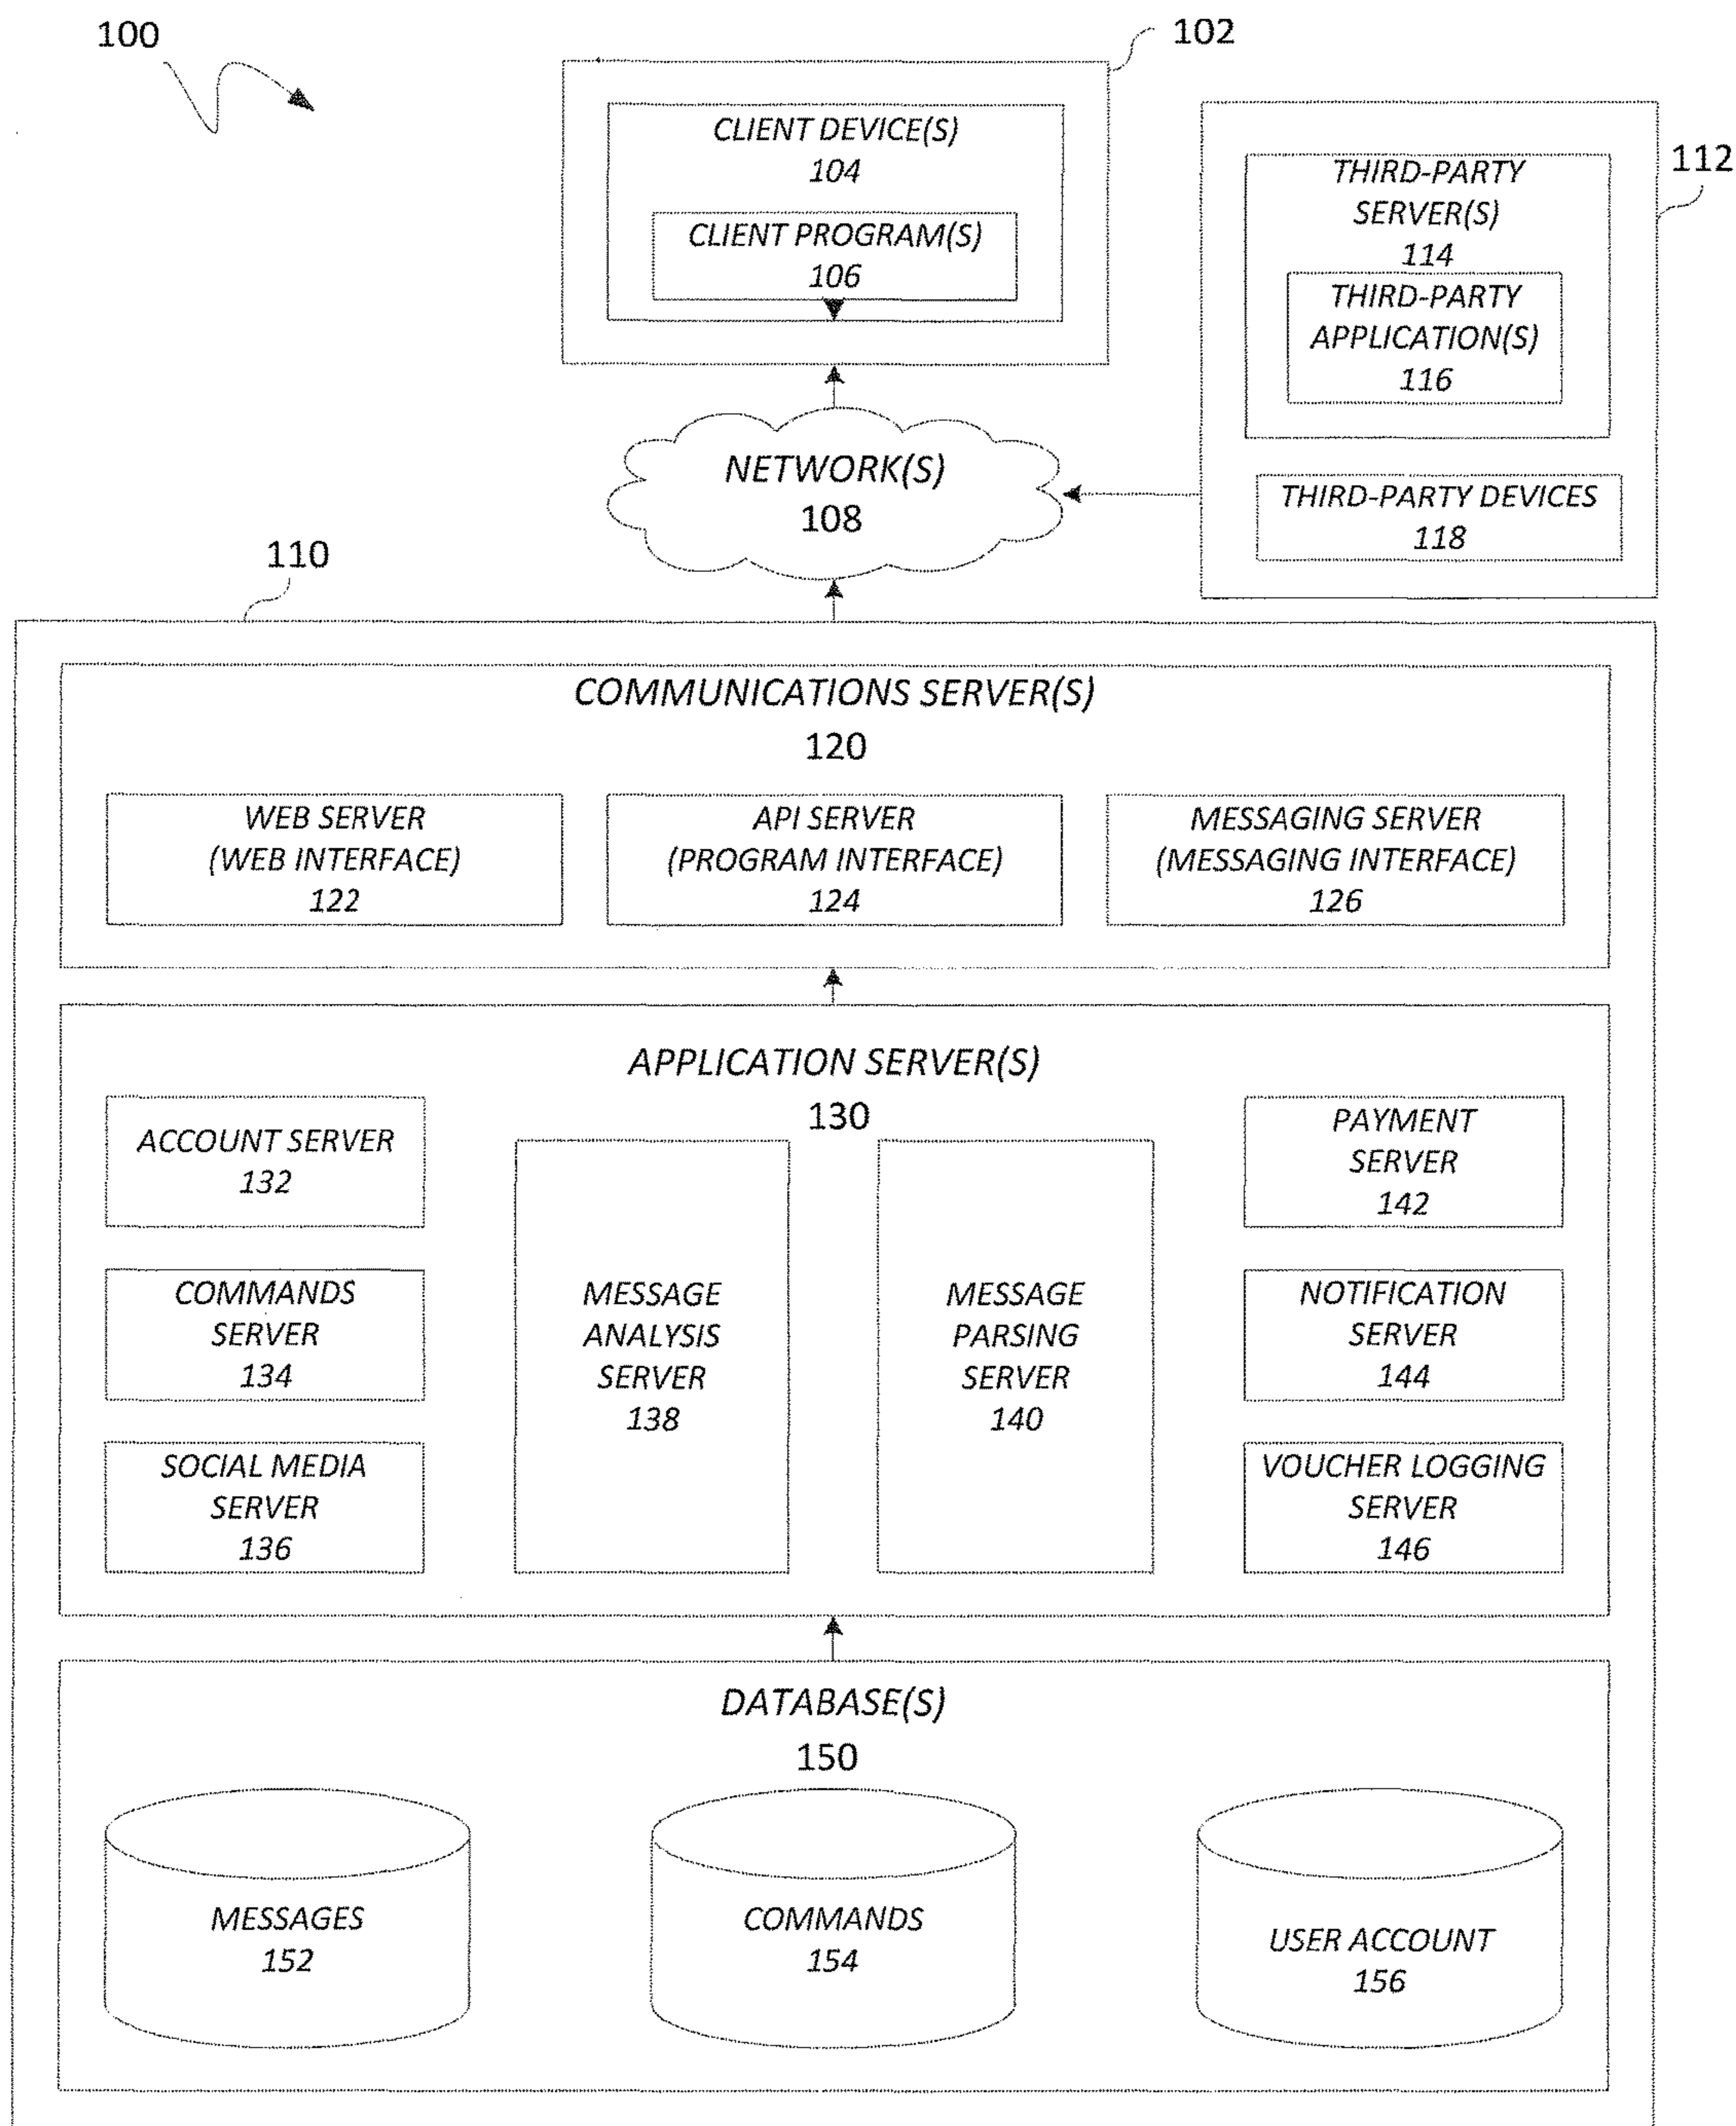 100
102
CLIENT DEVICE(S)
104
CLIENT PROGRAM(S)
106
112
THIRD-PARTY
SERVER(S)
114
THIRD-PARTY
APPLICATION(S)
116
THIRD-PARTY DEVICES
118
NETWORK(S)
108
110
COMMUNICATIONS SERVER(S)
120
WEB SERVER
(WEB INTERFACE)
122
API SERVER
(PROGRAM INTERFACE)
124
MESSAGING SERVER
(MESSAGING INTERFACE)
126
APPLICATION SERVER(S)
130
ACCOUNT SERVER
132
COMMANDS
SERVER
134
SOCIAL MEDIA
SERVER
136
MESSAGE
ANALYSIS
SERVER
138
MESSAGE
PARSING
SERVER
140
PAYMENT
SERVER
142
NOTIFICATION
SERVER
144
VOUCHER LOGGING
SERVER
146
DATABASE(S)
150
MESSAGES
152
COMMANDS
154
USER ACCOUNT
156